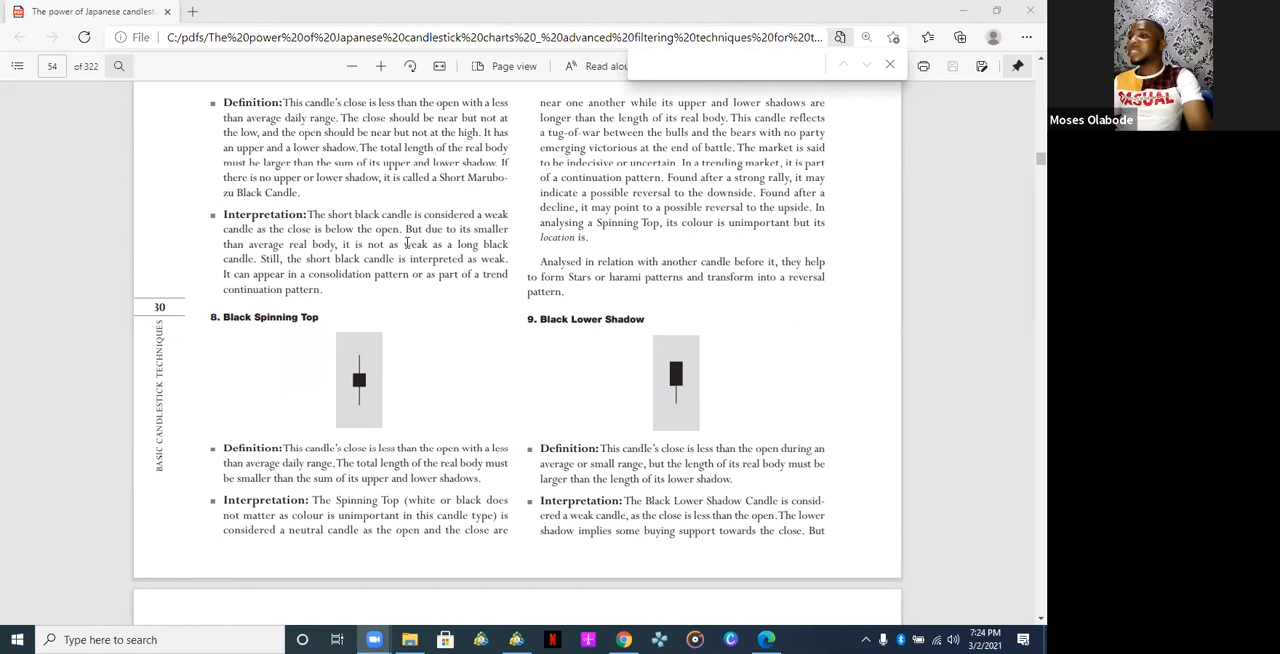 The power of Japanese candlest
File
C:/pdfs/The%20power%20of%20Japanese%20candlestick%20charts_%20advanced%20filtering%20techniques%20for%20t...
54 of 322
Page view
Read alou
Definition: This candle's close is less than the open with a less
than average daily range. The close should be near but not at
the low, and the open should be near but not at the high. It has
an upper and a lower shadow. The total length of the real body
must be larger than the sum of its upper and lower shadow. If
there is no upper or lower shadow, it is called a Short Marubo-
zu Black Candle.
Interpretation: The short black candle is considered a weak
candle as the close is below the open. But due to its smaller
than average real body, it is not as weak as a long black
candle. Still, the short black candle is interpreted as weak.
It can appear in a consolidation pattern or as part of a trend
continuation pattern.
30
BASIC CANDLESTICK TECHNIQUES
8. Black Spinning Top
Definition: This candle's close is less than the open with a less
than average daily range. The total length of the real body must
be smaller than the sum of its upper and lower shadows.
Interpretation: The Spinning Top (white or black does
not matter as colour is unimportant in this candle type) is
considered a neutral candle as the open and the close are
near one another while its upper and lower shadows are
longer than the length of its real body. This candle reflects
a tug-of-war between the bulls and the bears with no party
emerging victorious at the end of battle. The market is said
to be indecisive or uncertain. In a trending market, it is part
of a continuation pattern. Found after a strong rally, it may
indicate a possible reversal to the downside. Found after a
decline, it may point to a possible reversal to the upside. In
analysing a Spinning Top, its colour is unimportant but its
location is.
Analysed in relation with another candle before it, they help
to form Stars or harami patterns and transform into a reversal
pattern.
9. Black Lower Shadow
Definition: This candle's close is less than the open during an
average or small range, but the length of its real body must be
larger than the length of its lower shadow.
Interpretation: The Black Lower Shadow Candle is consid-
ered a weak candle, as the close is less than the open. The lower
shadow implies some buying support towards the close. But
CASUAL
Moses Olabode
Type here to search
7:24 PM
3/2/2021